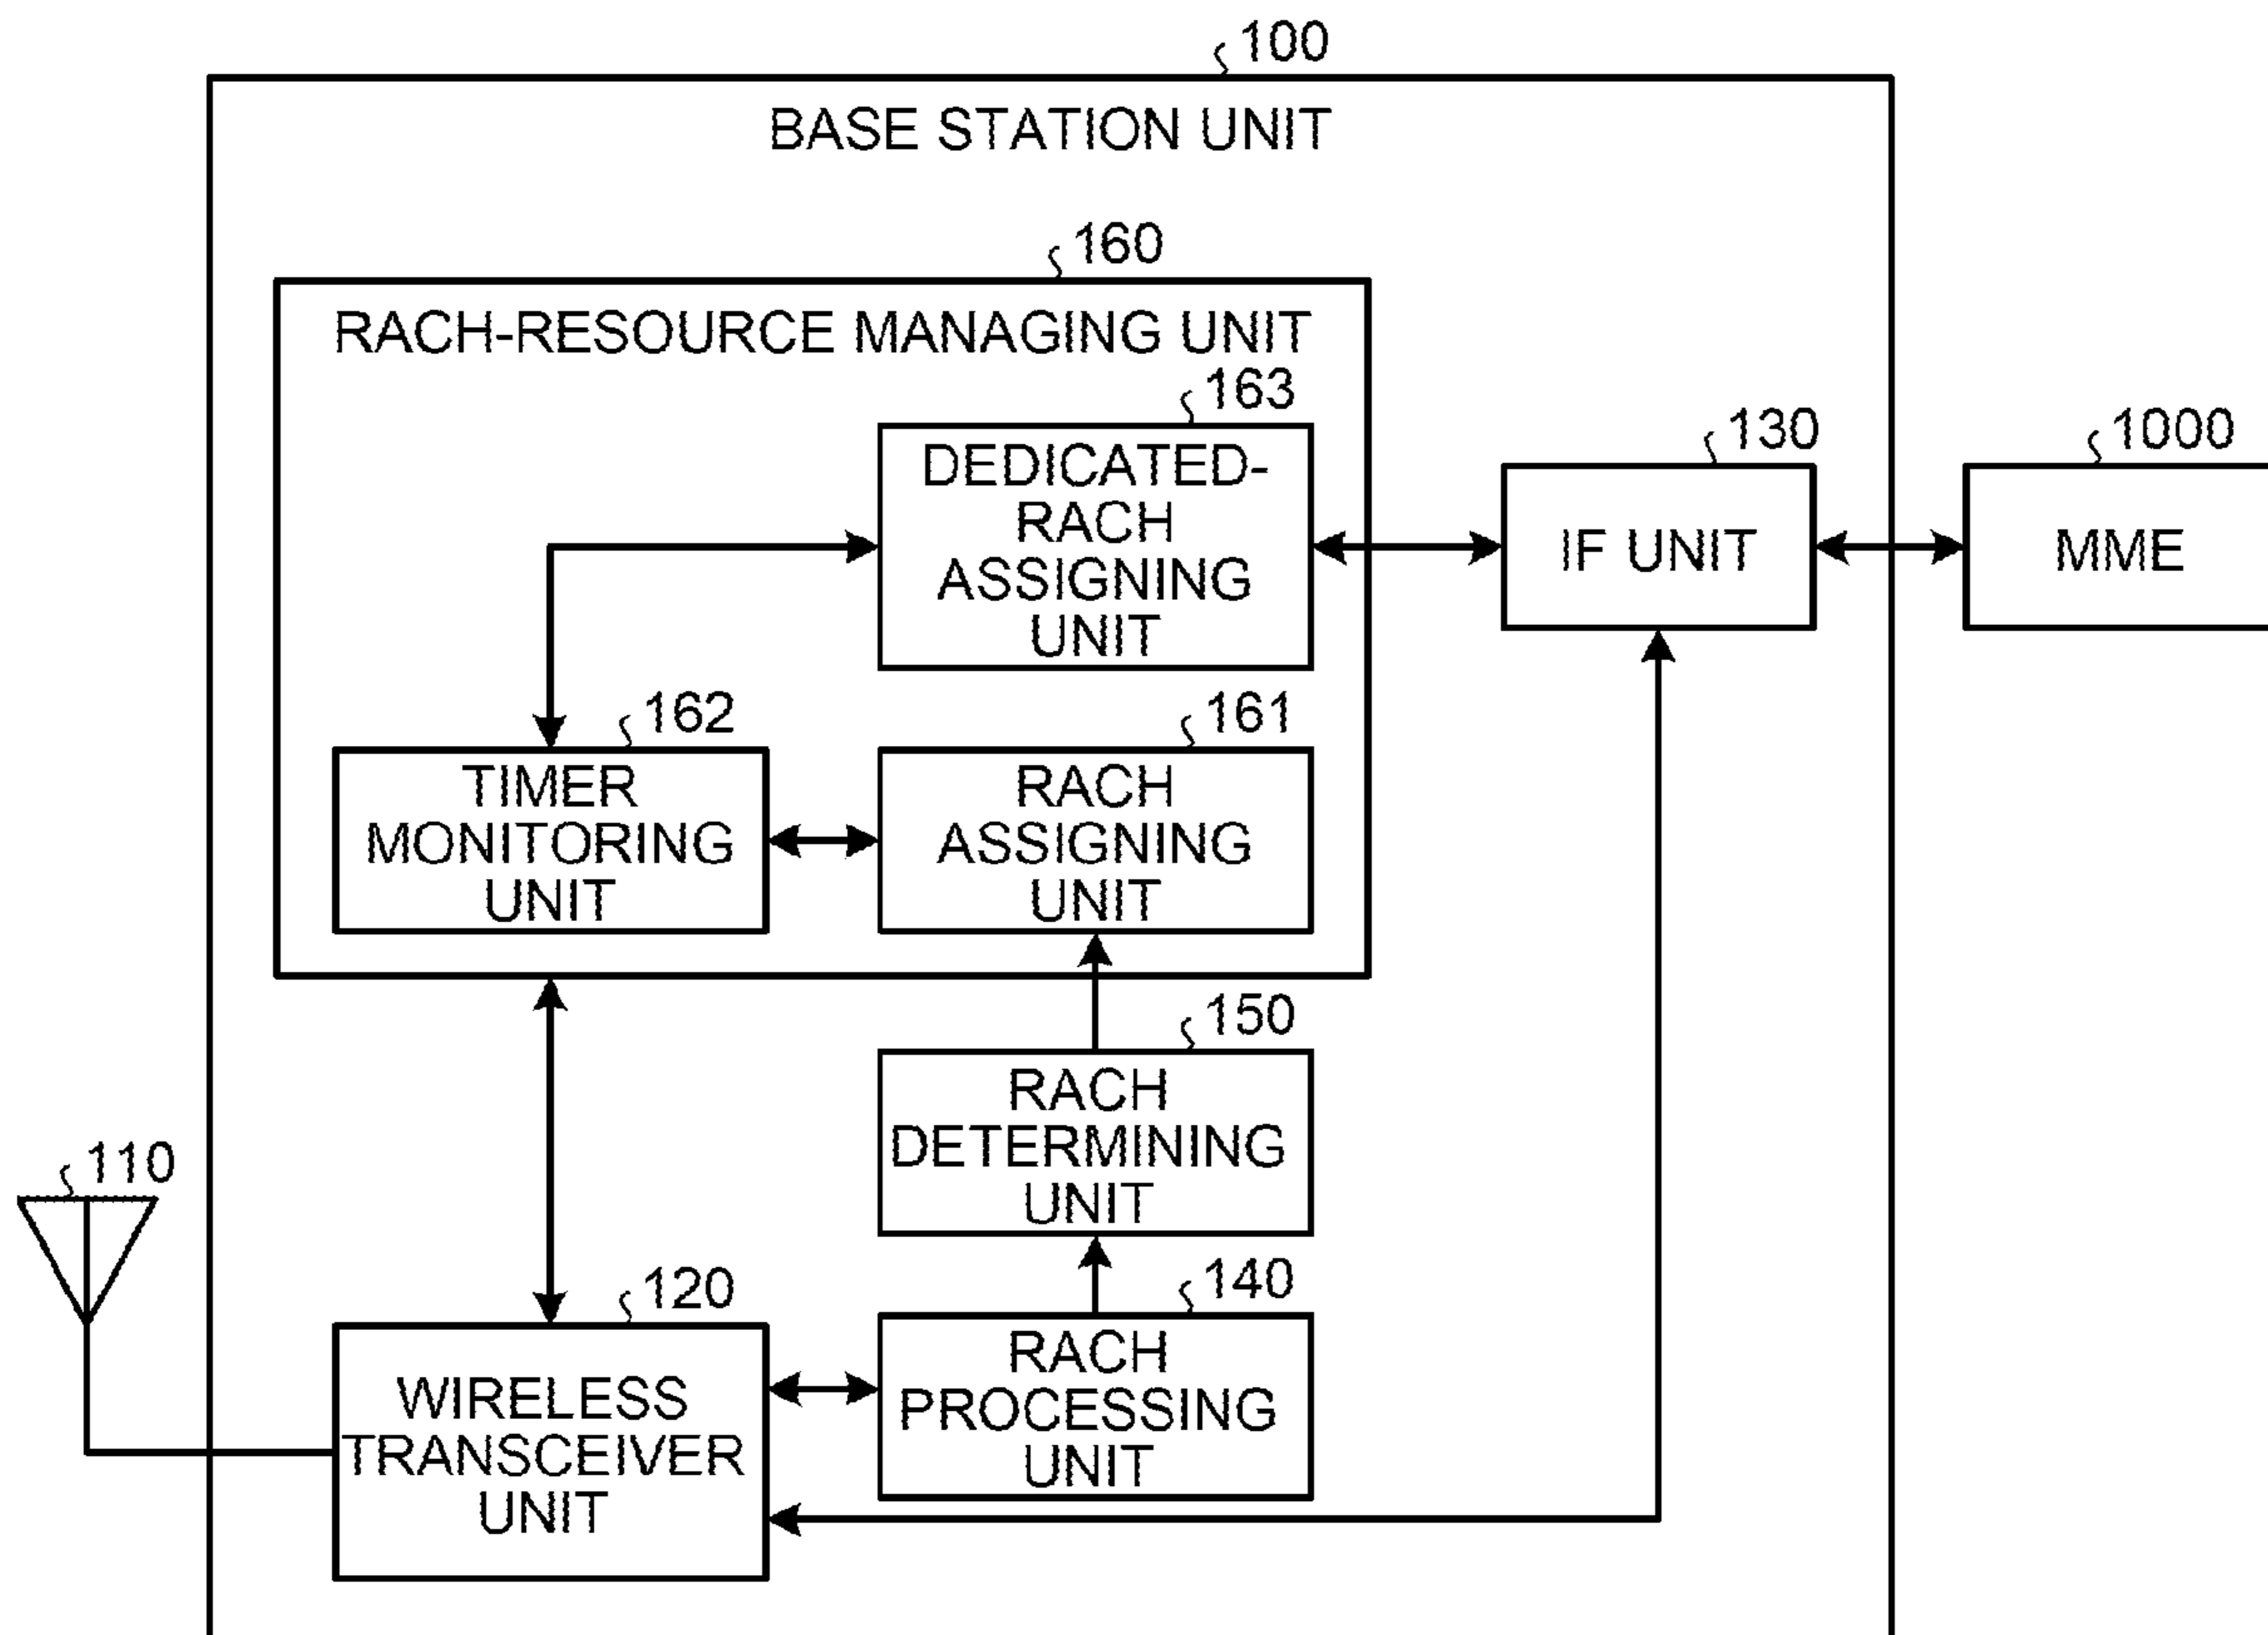 100
BASE STATION UNIT
160
RACH-RESOURCE MANAGING UNIT
163
DEDICATED-
RACH
ASSIGNING
UNIT
130
IF UNIT
1000
MME
162
TIMER
MONITORING
UNIT
161
RACH
ASSIGNING
UNIT
150
RACH
DETERMINING
UNIT
110
120
WIRELESS
TRANSCEIVER
UNIT
140
RACH
PROCESSING
UNIT